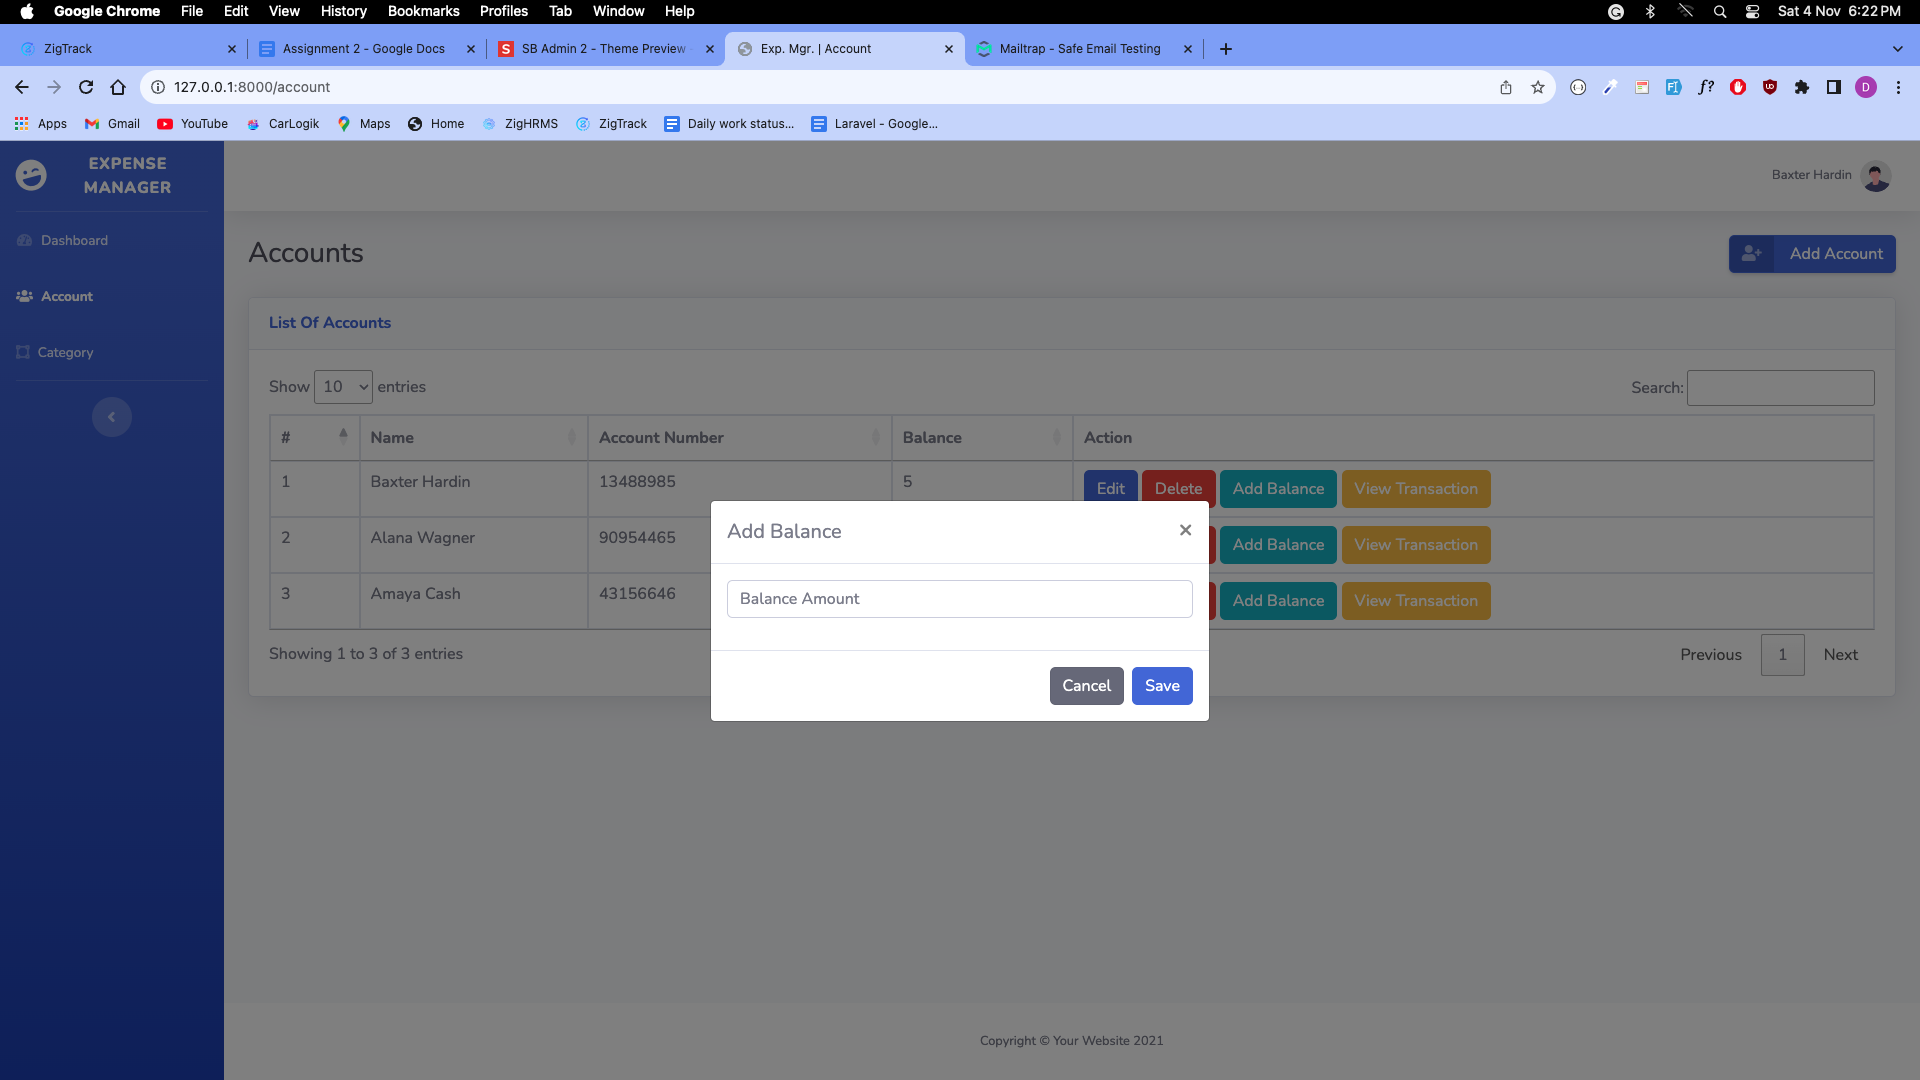 Google Chrome File Edit View History Bookmarks Profiles Tab Window Help Sat 4 Nov 6:22 PM
ZigTrack Assignment 2 - Google Docs SB Admin 2 - Theme Preview Exp. Mgr. | Account Mailtrap - Safe Email Testing
127.0.0.1:8000/account f? D
Apps Gmail YouTube CarLogik Maps Home ZigHRMS ZigTrack Daily work status... Laravel - Google...
EXPENSE
MANAGER
Baxter Hardin
Dashboard
Account
Category
Accounts
Add Account
List Of Accounts
Show 10 entries
Search:
# Name Account Number Balance Action
1 Baxter Hardin 13488985 5 Edit Delete Add Balance View Transaction
2 Alana Wagner 90954465 Add Balance View Transaction
3 Amaya Cash 43156646 Add Balance View Transaction
Showing 1 to 3 of 3 entries
Previous 1 Next
Add Balance ×
Balance Amount
Cancel Save
Copyright © Your Website 2021